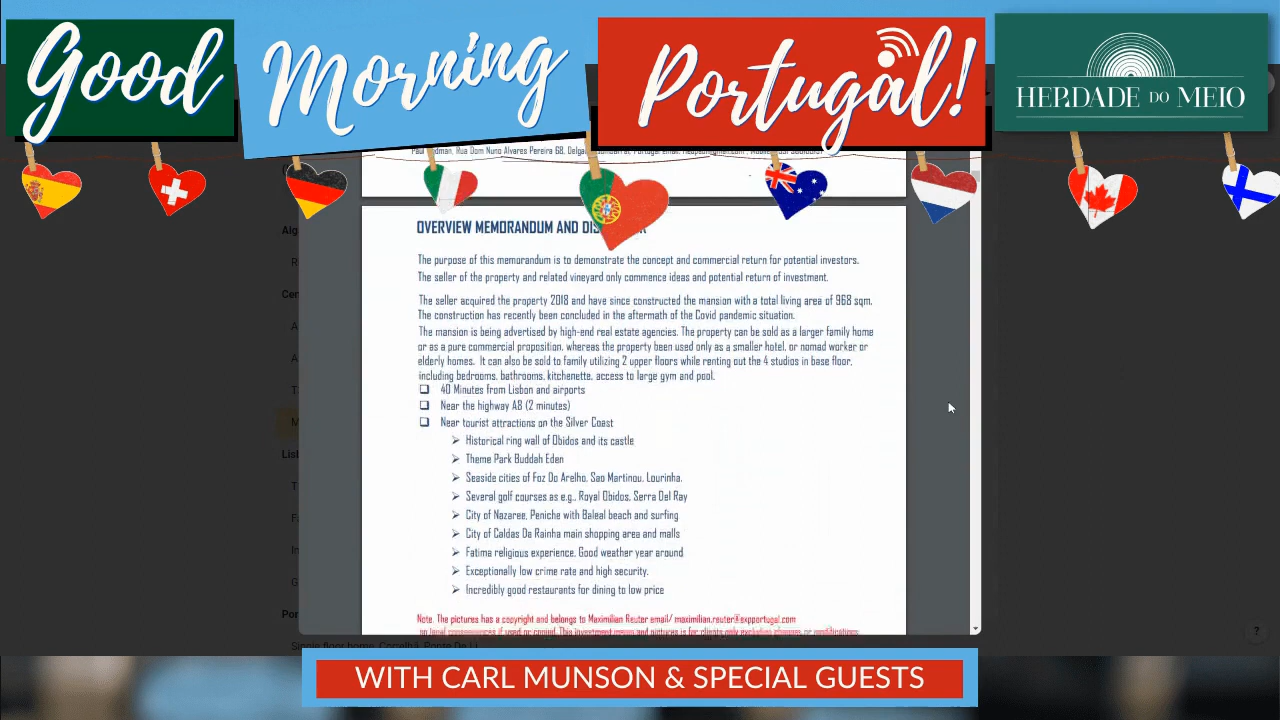 Good
Morning
Portugal!
HERDADE DO MEIO
Rua Dom Nuno Alvares Pereira 68,
OVERVIEW MEMORANDUM AND
The purpose of this memorandum is to demonstrate the concept and commercial return for potential investors.
The seller of the property and related vineyard only commence ideas and potential return of investment.
The seller acquired the property 2018 and have since constructed the mansion with a total living area of 968 sqm.
The construction has recently been concluded in the aftermath of the Covid pandemic situation.
The mansion is being advertised by high-end real estate agencies. The property can be sold as a larger family home
or as a pure commercial proposition, whereas the property been used only as a smaller hotel, or nomad worker or
elderly homes. It can also be sold to family utilizing 2 upper floors while renting out the 4 studios in base floor,
including bedrooms, bathrooms, kitchenette, access to large gym and pool.
40 Minutes from Lisbon and airports
Near the highway A8 (2 minutes)
Near tourist attractions on the Silver Coast
Historical ring wall of Obidos and its castle
Theme Park Buddah Eden
Seaside cities of Foz Do Arelho, Sao Martinou, Lourinha.
Several golf courses as e.g., Royal Obidos, Serra Del Ray
City of Nazaree, Peniche with Baleal beach and surfing
City of Caldas Da Rainha main shopping area and malls
Fatima religious experience. Good weather year around
Exceptionally low crime rate and high security.
Incredibly good restaurants for dining to low price
Note. The pictures has a copyright and belongs to Maximilian Reuter email/ maximilian.reuter@expportugal.com
WITH CARL MUNSON & SPECIAL GUESTS